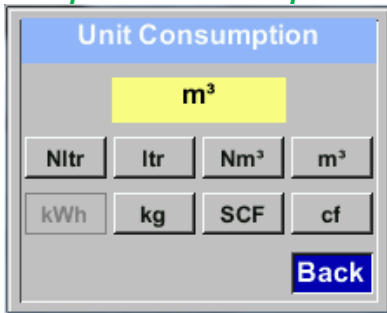 Unit Consumption
m³
Nltr ltr Nm³ m³
kWh kg SCF cf
Back